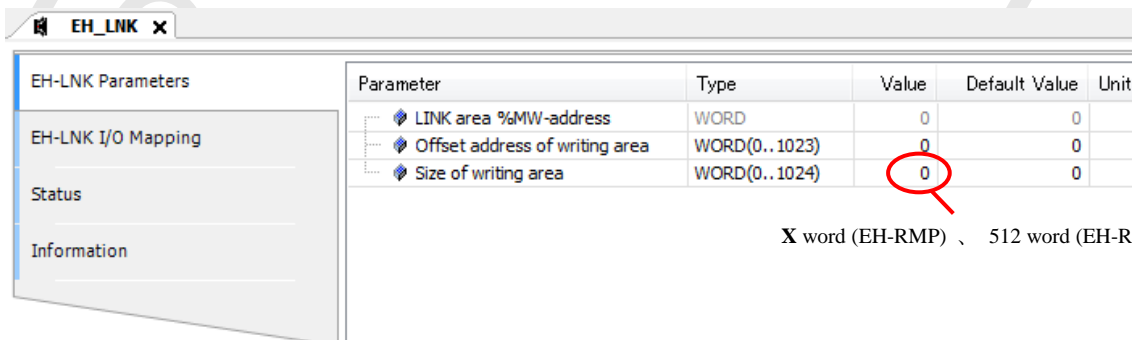 EH_LNK X
EH-LNK Parameters
EH-LNK I/O Mapping
Status
Information
Parameter Type Value Default Value Unit
LINK area %MW-address WORD 0 0
Offset address of writing area WORD(0..1023) 0 0
Size of writing area WORD(0..1024) 0 0
X word (EH-RMP) 、 512 word (EH-R